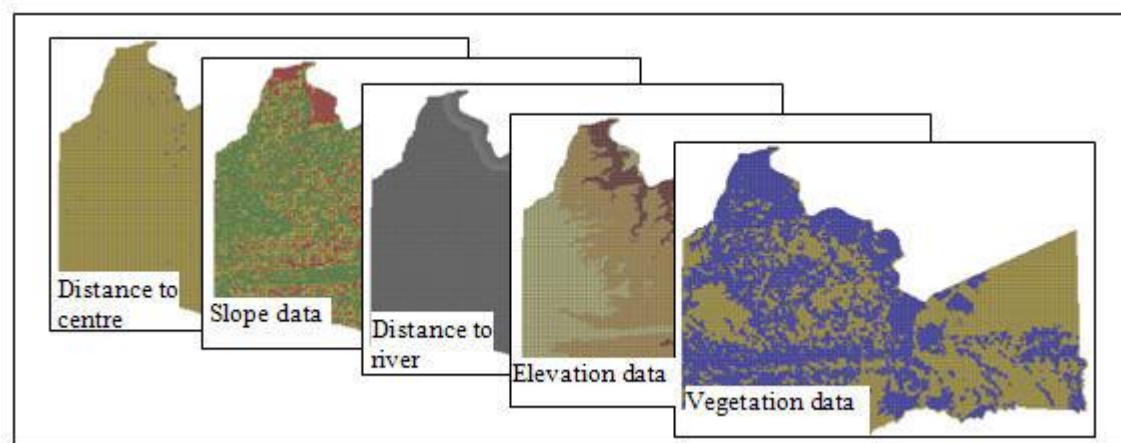 Distance to
centre
Slope data
Distance to
river
Elevation data
Vegetation data